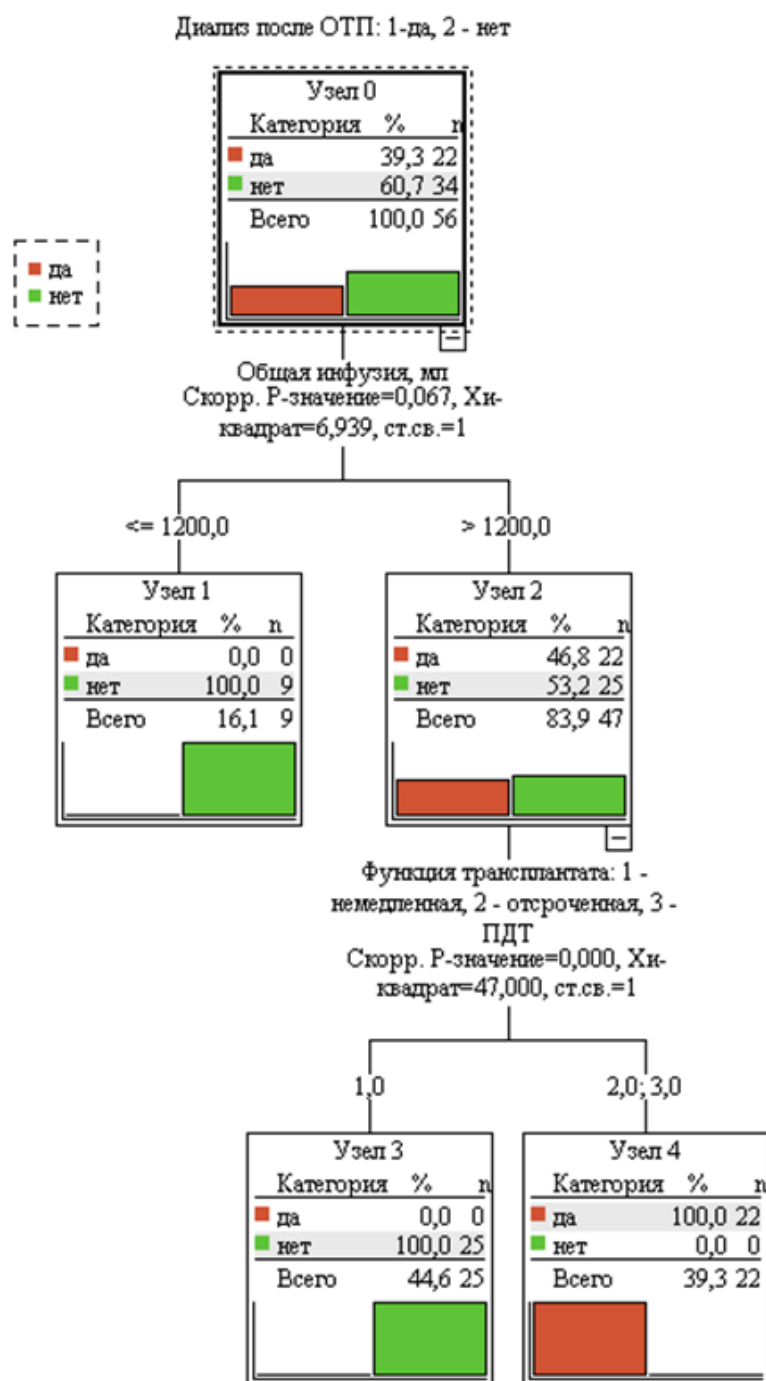 Диализ после ОТП: 1-да, 2 - нет
Узел 0
Категория % n
да 39,3 22
нет 60,7 34
Всего 100,0 56
да
нет
Общая инфузия, мл
Скорр. P-значение=0,067, Хи-
квадрат=6,939, ст.св.=1
<= 1200,0
> 1200,0
Узел 1
Категория % n
да 0,0 0
нет 100,0 9
Всего 16,1 9
Узел 2
Категория % n
да 46,8 22
нет 53,2 25
Всего 83,9 47
Функция трансплантата: 1 -
немедленная, 2 - отсроченная, 3 -
ПДТ
Скорр. P-значение=0,000, Хи-
квадрат=47,000, ст.св.=1
1,0
2,0; 3,0
Узел 3
Категория % n
да 0,0 0
нет 100,0 25
Всего 44,6 25
Узел 4
Категория % n
да 100,0 22
нет 0,0 0
Всего 39,3 22